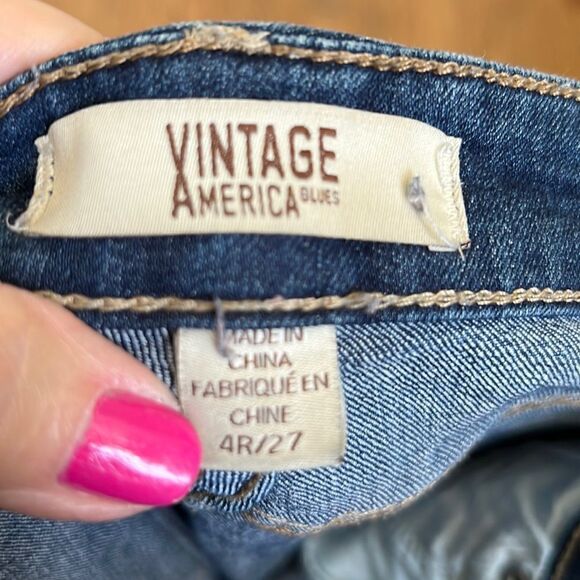 VINTAGE
AMERICA BLUES
MADE IN
CHINA
FABRIQUÉ EN
CHINE
4R/27